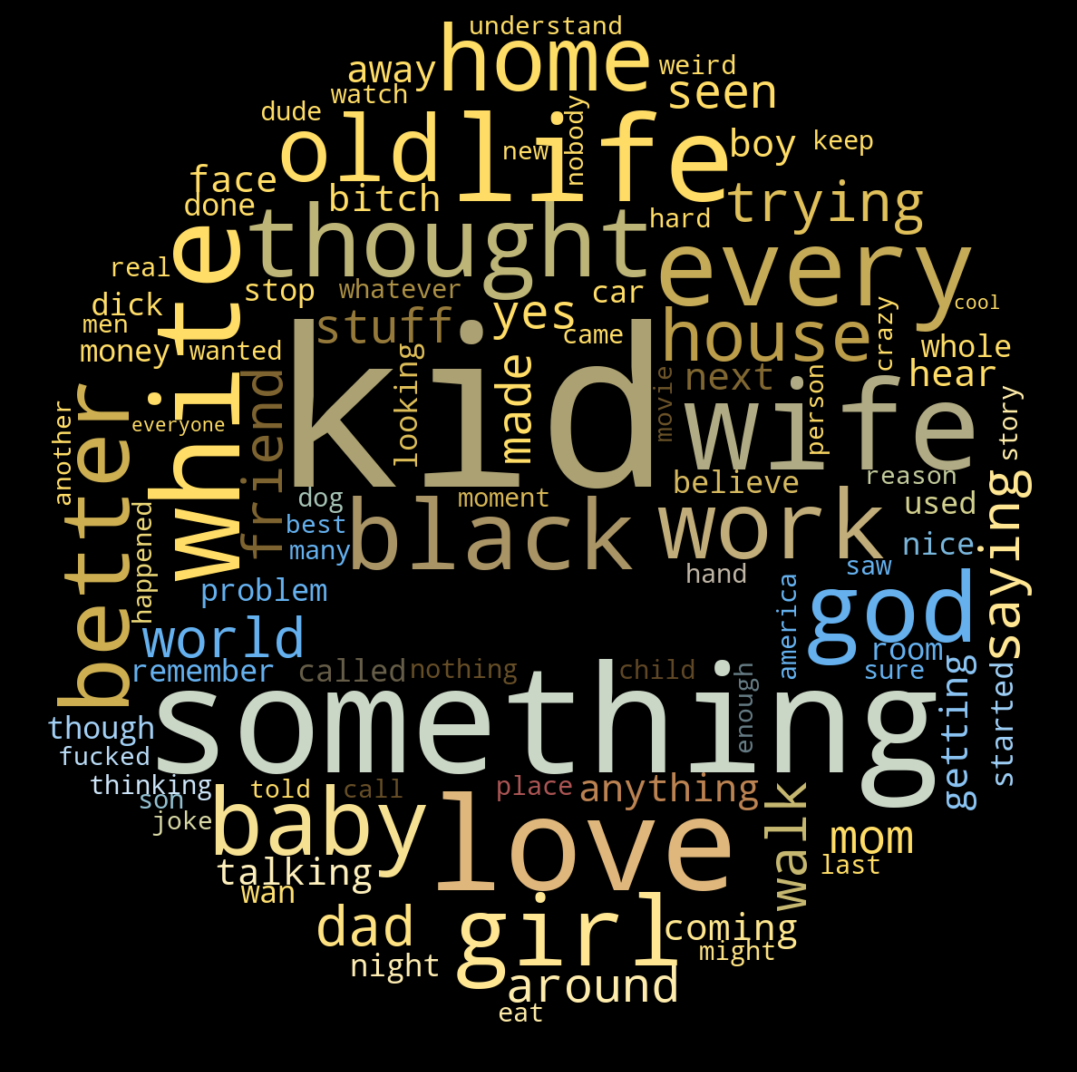 understand
home
away
weird
watch
seen
dude
old
life
new
nobody
boy
keep
face
done
bitch
trying
hard
thought
white
every
real
stop
whatever
car
cool
dick
men
stuff
yes
came
house
crazy
money
wanted
whole
hear
kid
looking
made
movie
next
person
wife
friend
better
everyone
another
story
believe
reason
dog
moment
used
best
many
black
work
nice
happened
saying
hand
saw
problem
god
america
world
room
remember
called
nothing
child
sure
something
enough
getting
started
though
fucked
thinking
son
told
call
place
anything
joke
baby
love
walk
mom
talking
last
wan
dad
girl
coming
might
night
around
eat